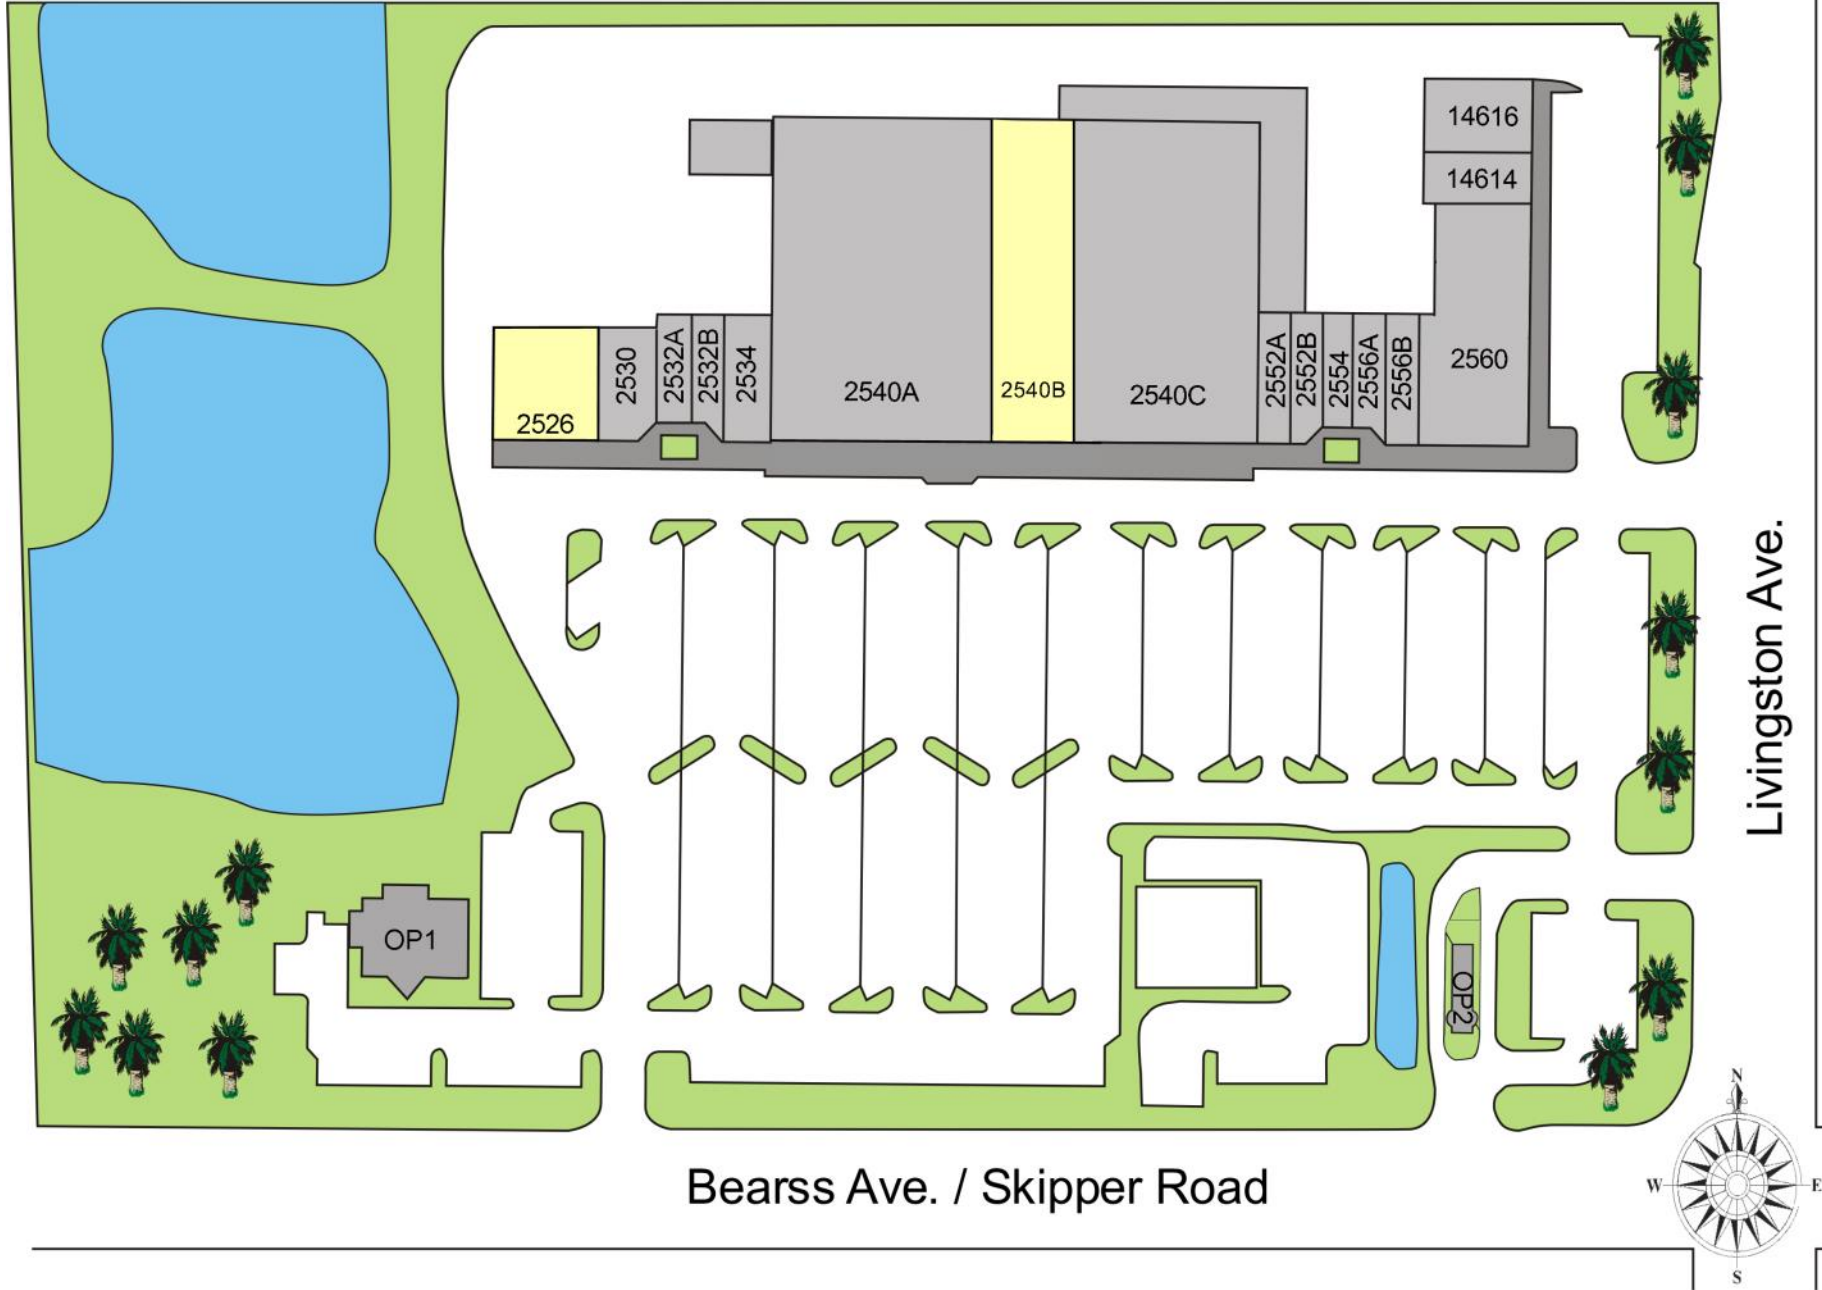 14616
14614
2526
2530
2532A
2532B
2534
2540A
2540B
2540C
2552A
2552B
2554
2556A
2556B
2560
Livingston Ave.
OP1
OP2
Bearss Ave. / Skipper Road
N
W
E
S